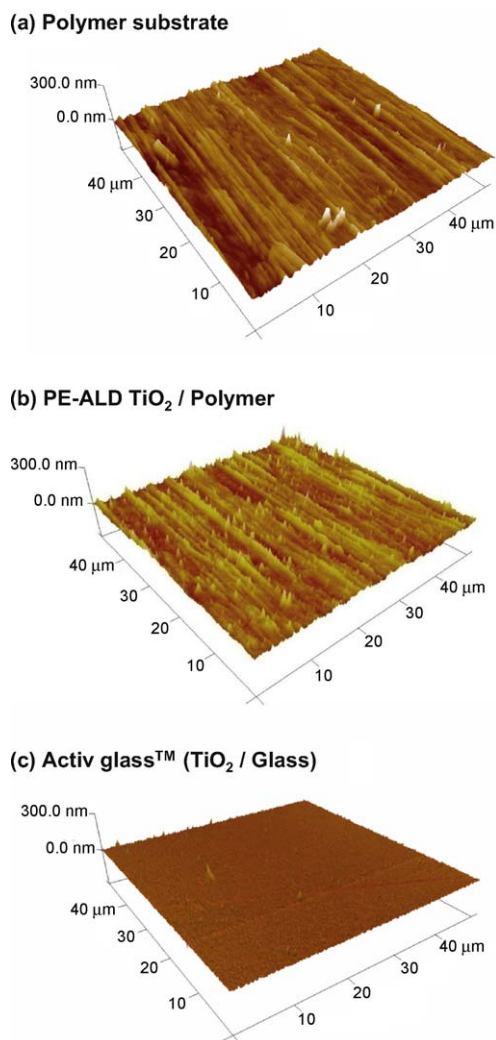 (a) Polymer substrate
300.0 nm
0.0 nm
40 μm
30
20
10
10
20
30
40 μm
(b) PE-ALD TiO₂ / Polymer
300.0 nm
0.0 nm
40 μm
30
20
10
10
20
30
40 μm
(c) Activ glass™ (TiO₂ / Glass)
300.0 nm
0.0 nm
40 μm
30
20
10
10
20
30
40 μm